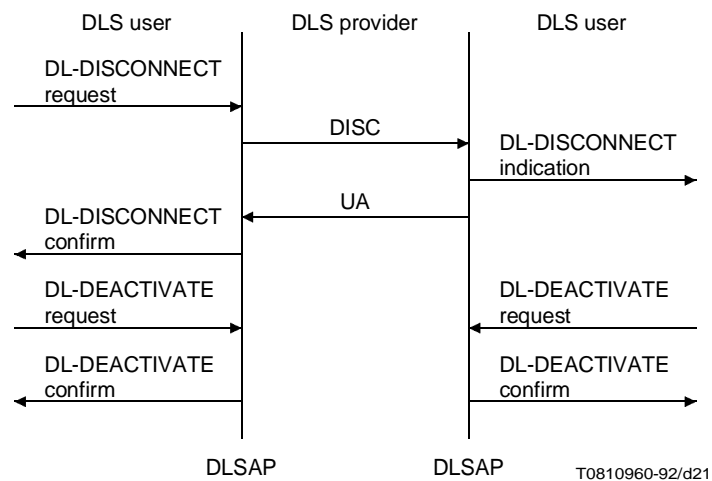 DLS user
DLS provider
DLS user
DL-DISCONNECT
request
DISC
DL-DISCONNECT
indication
UA
DL-DISCONNECT
confirm
DL-DEACTIVATE
request
DL-DEACTIVATE
request
DL-DEACTIVATE
confirm
DL-DEACTIVATE
confirm
DLSAP
DLSAP
T0810960-92/d21